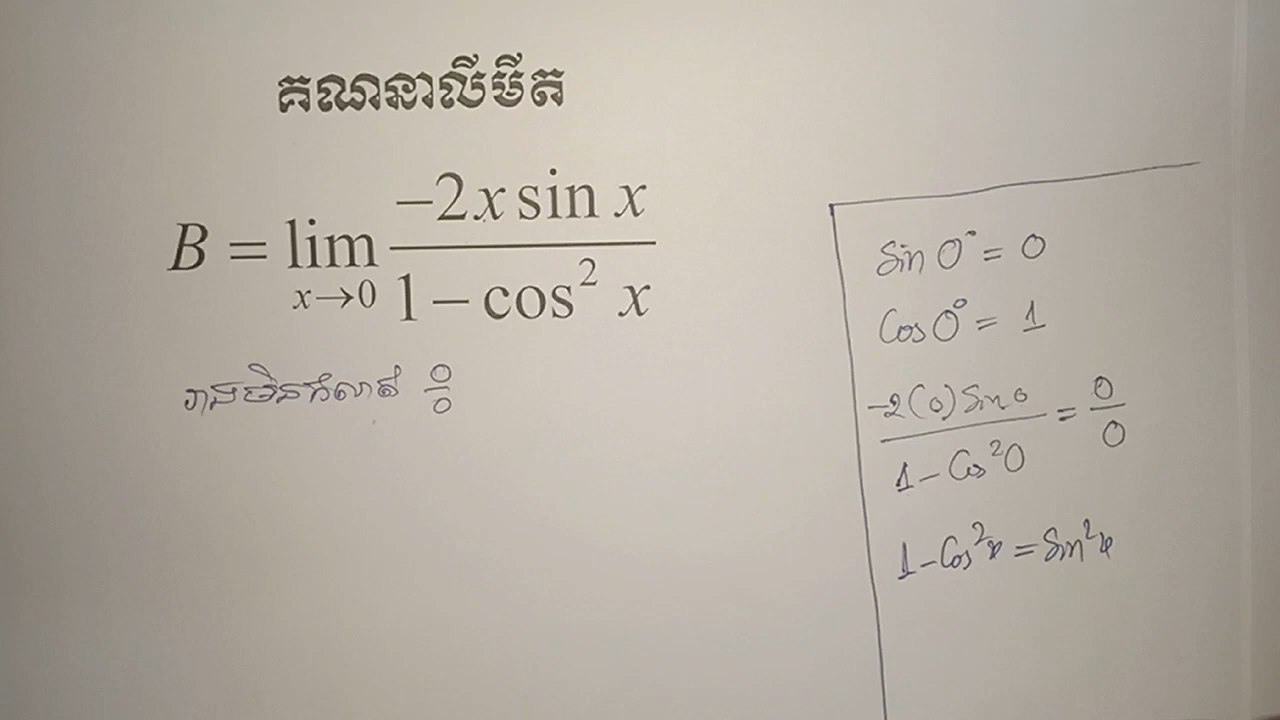 គណនាលីមីត
B = lim x→0 (−2x sin x) / (1 − cos² x)
រាងមិនកំណត់ 0/0
Sin 0° = 0
Cos 0° = 1
−2(0) Sin 0 / 1 − Cos² 0 = 0/0
1 − Cos² x = Sin² x